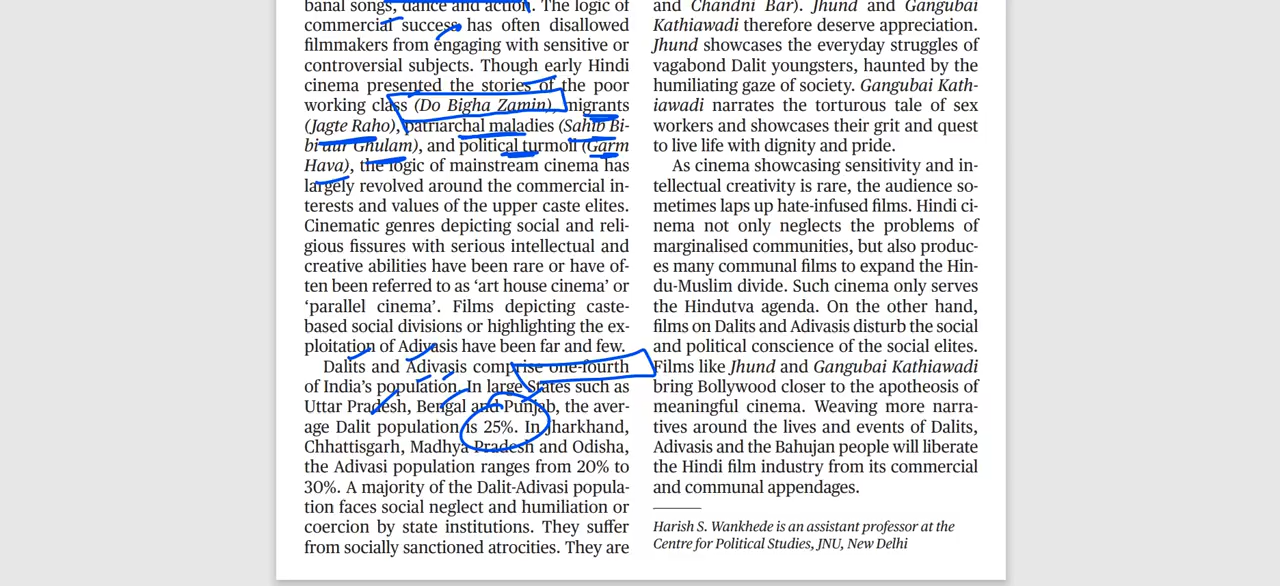 banal songs, dance and action. The logic of
commercial success has often disallowed
filmmakers from engaging with sensitive or
controversial subjects. Though early Hindi
cinema presented the stories of the poor
working class (Do Bigha Zamin), migrants
(Jagte Raho), patriarchal maladies (Sahib Bi-
bi aur Ghulam), and political turmoil (Garm
Hava), the logic of mainstream cinema has
largely revolved around the commercial in-
terests and values of the upper caste elites.
Cinematic genres depicting social and reli-
gious fissures with serious intellectual and
creative abilities have been rare or have of-
ten been referred to as ‘art house cinema’ or
‘parallel cinema’. Films depicting caste-
based social divisions or highlighting the ex-
ploitation of Adivasis have been far and few.
Dalits and Adivasis comprise one-fourth
of India’s population. In large States such as
Uttar Pradesh, Bengal and Punjab, the aver-
age Dalit population is 25%. In Jharkhand,
Chhattisgarh, Madhya Pradesh and Odisha,
the Adivasi population ranges from 20% to
30%. A majority of the Dalit-Adivasi popula-
tion faces social neglect and humiliation or
coercion by state institutions. They suffer
from socially sanctioned atrocities. They are
and Chandni Bar). Jhund and Gangubai
Kathiawadi therefore deserve appreciation.
Jhund showcases the everyday struggles of
vagabond Dalit youngsters, haunted by the
humiliating gaze of society. Gangubai Kath-
iawadi narrates the torturous tale of sex
workers and showcases their grit and quest
to live life with dignity and pride.
As cinema showcasing sensitivity and in-
tellectual creativity is rare, the audience so-
metimes laps up hate-infused films. Hindi ci-
nema not only neglects the problems of
marginalised communities, but also produc-
es many communal films to expand the Hin-
du-Muslim divide. Such cinema only serves
the Hindutva agenda. On the other hand,
films on Dalits and Adivasis disturb the social
and political conscience of the social elites.
Films like Jhund and Gangubai Kathiawadi
bring Bollywood closer to the apotheosis of
meaningful cinema. Weaving more narra-
tives around the lives and events of Dalits,
Adivasis and the Bahujan people will liberate
the Hindi film industry from its commercial
and communal appendages.
Harish S. Wankhede is an assistant professor at the
Centre for Political Studies, JNU, New Delhi